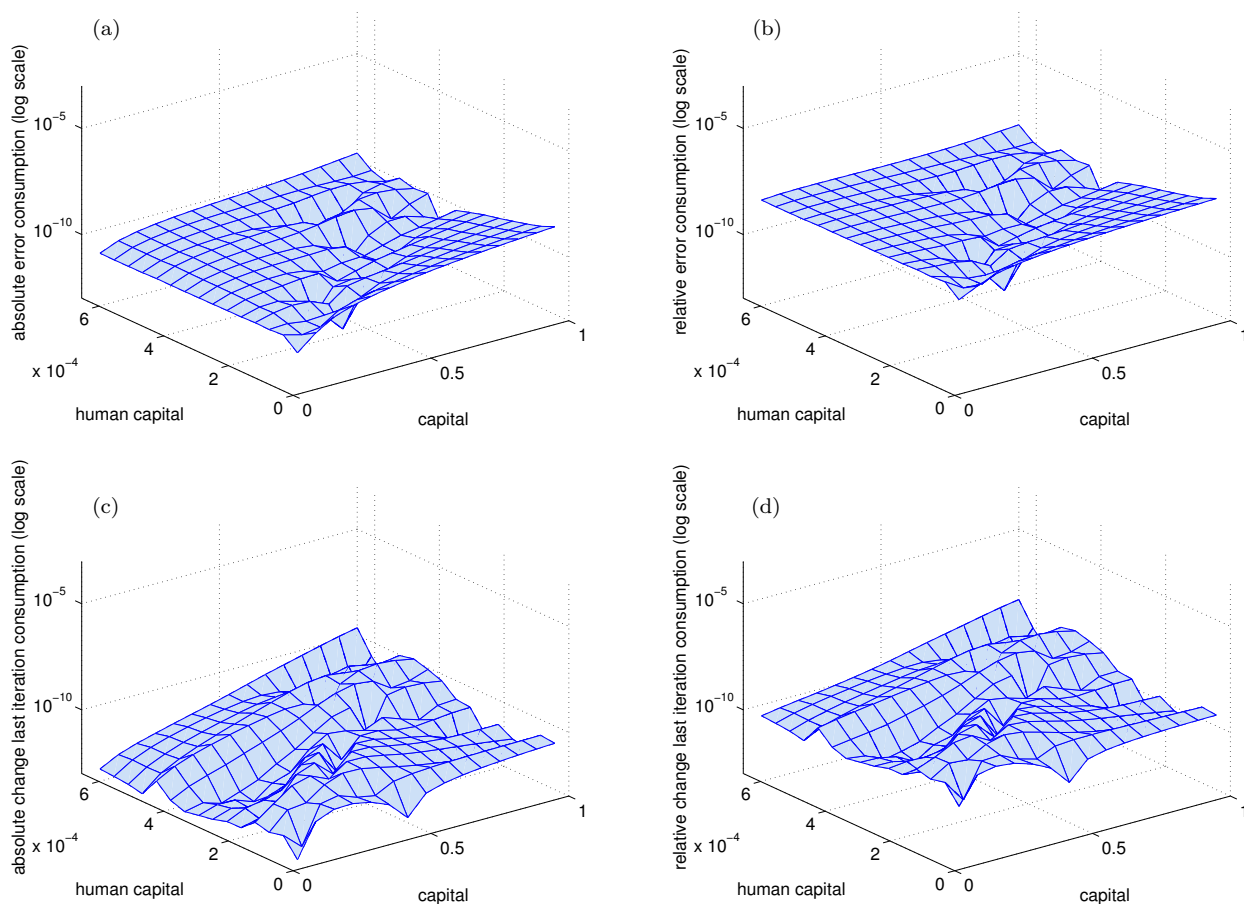 (a)
absolute error consumption (log scale)
10⁻⁵
10⁻¹⁰
6
4
2
0
x 10⁻⁴
human capital
0
0.5
1
capital
(b)
relative error consumption (log scale)
10⁻⁵
10⁻¹⁰
6
4
2
0
x 10⁻⁴
human capital
0
0.5
1
capital
(c)
absolute change last iteration consumption (log scale)
10⁻⁵
10⁻¹⁰
6
4
2
0
x 10⁻⁴
human capital
0
0.5
1
capital
(d)
relative change last iteration consumption (log scale)
10⁻⁵
10⁻¹⁰
6
4
2
0
x 10⁻⁴
human capital
0
0.5
1
capital